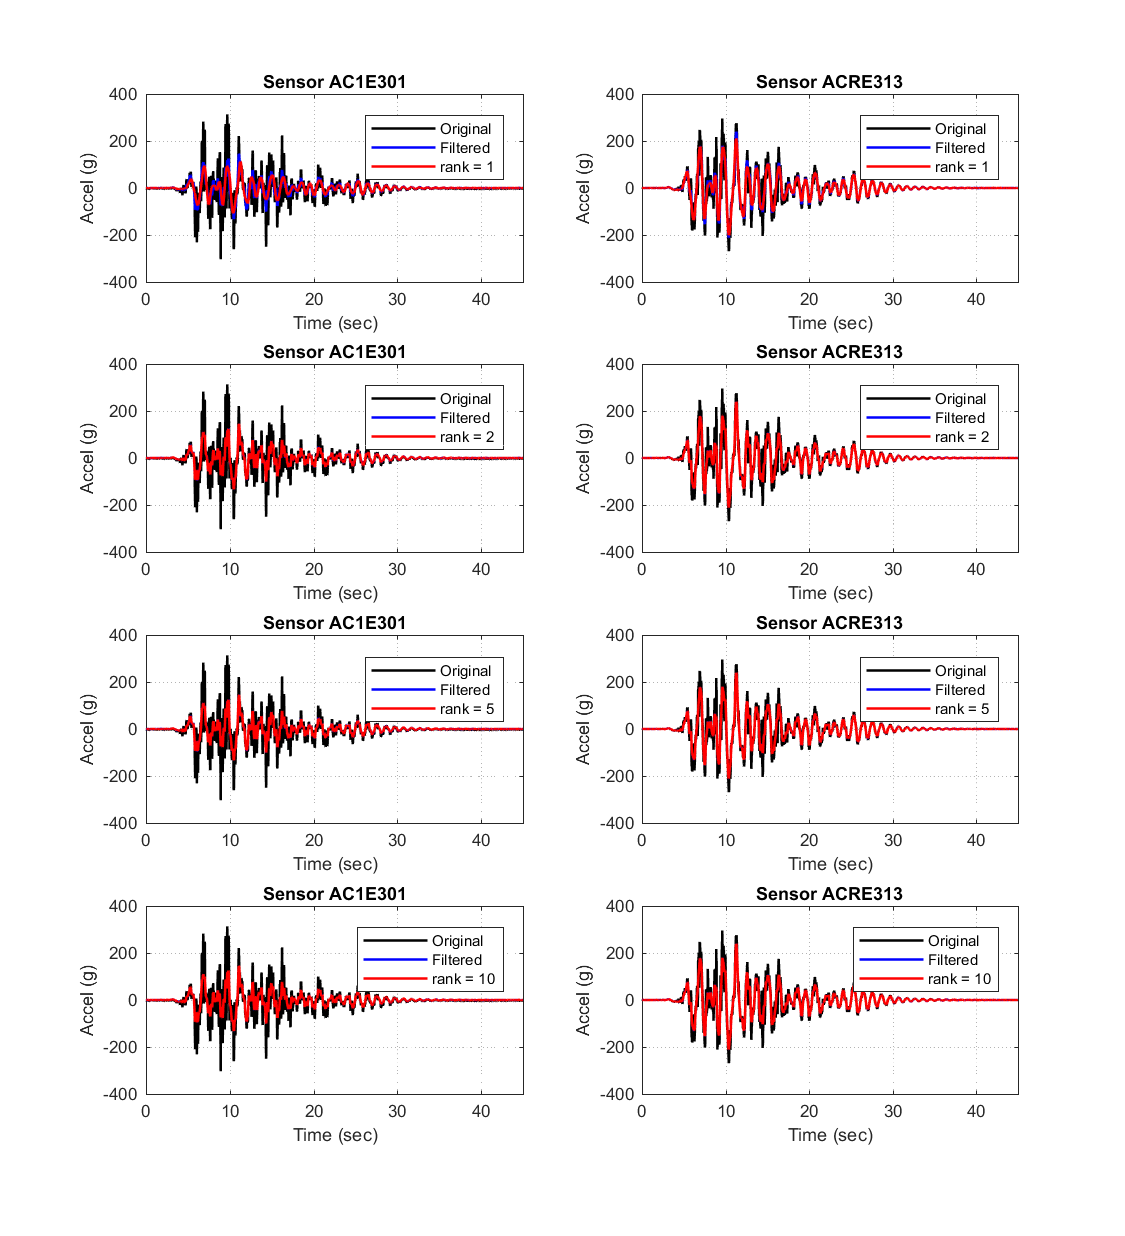 Sensor AC1E301
400
200
0
-200
-400
Accel (g)
Original
Filtered
rank = 1
0 10 20 30 40
Time (sec)
Sensor ACRE313
400
200
0
-200
-400
Accel (g)
Original
Filtered
rank = 1
0 10 20 30 40
Time (sec)
Sensor AC1E301
400
200
0
-200
-400
Accel (g)
Original
Filtered
rank = 2
0 10 20 30 40
Time (sec)
Sensor ACRE313
400
200
0
-200
-400
Accel (g)
Original
Filtered
rank = 2
0 10 20 30 40
Time (sec)
Sensor AC1E301
400
200
0
-200
-400
Accel (g)
Original
Filtered
rank = 5
0 10 20 30 40
Time (sec)
Sensor ACRE313
400
200
0
-200
-400
Accel (g)
Original
Filtered
rank = 5
0 10 20 30 40
Time (sec)
Sensor AC1E301
400
200
0
-200
-400
Accel (g)
Original
Filtered
rank = 10
0 10 20 30 40
Time (sec)
Sensor ACRE313
400
200
0
-200
-400
Accel (g)
Original
Filtered
rank = 10
0 10 20 30 40
Time (sec)